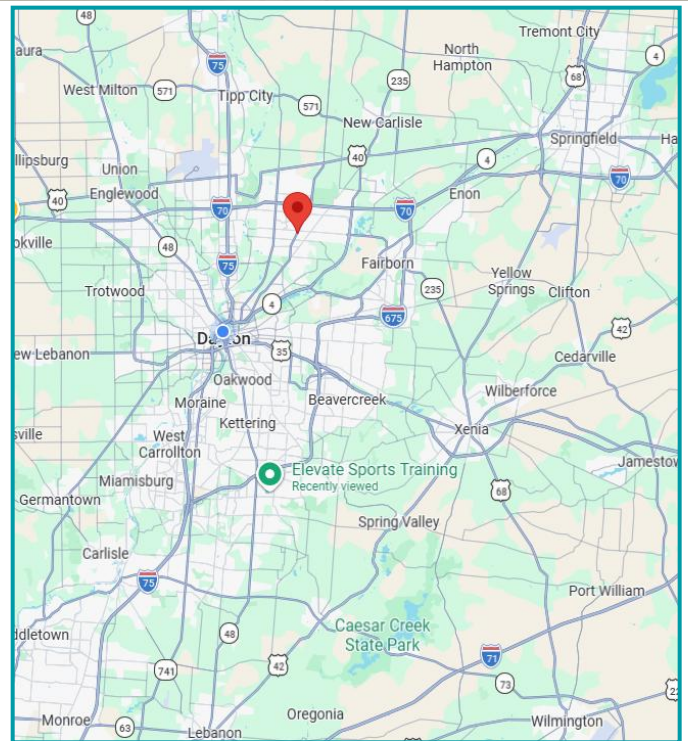 48
Tremont City
aura
75
North
Hampton
4
68
235
West Milton
571
Tipp City
571
New Carlisle
Springfield
Ha
llipsburg
Union
40
4
70
Englewood
Enon
40
70
70
okville
48
75
Fairborn
Trotwood
235
Yellow
Springs
Clifton
4
675
42
Dayton
ew Lebanon
35
Cedarville
Oakwood
Wilberforce
Moraine
Beavercreek
Kettering
sville
West
Carrollton
Xenia
Elevate Sports Training
Recently viewed
Jamestow
Miamisburg
68
Germantown
Spring Valley
Carlisle
75
Port William
ddletown
Caesar Creek
State Park
48
71
741
42
73
22
Oregonia
Monroe
63
Lebanon
Wilmington